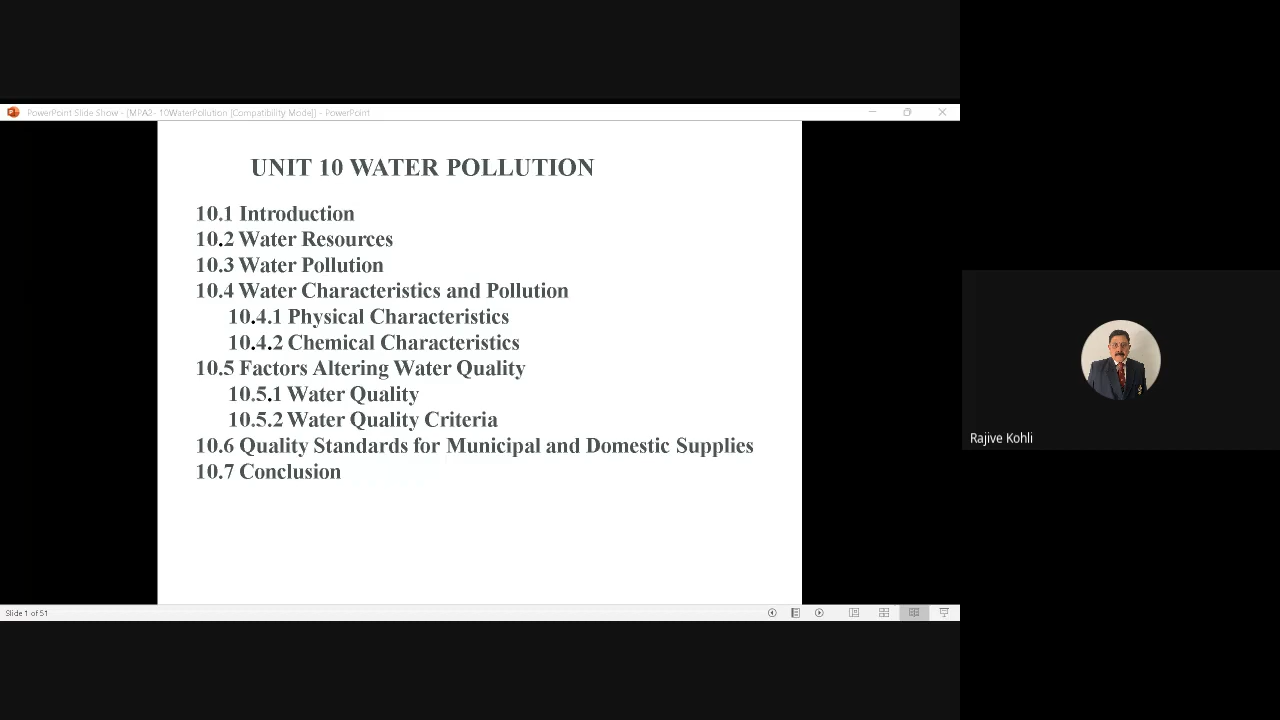 PowerPoint Slide Show - [MPA2- 10WaterPollution [Compatibility Mode]] - PowerPoint
UNIT 10 WATER POLLUTION
10.1 Introduction
10.2 Water Resources
10.3 Water Pollution
10.4 Water Characteristics and Pollution
10.4.1 Physical Characteristics
10.4.2 Chemical Characteristics
10.5 Factors Altering Water Quality
10.5.1 Water Quality
10.5.2 Water Quality Criteria
10.6 Quality Standards for Municipal and Domestic Supplies
10.7 Conclusion
Slide 1 of 51
Rajive Kohli